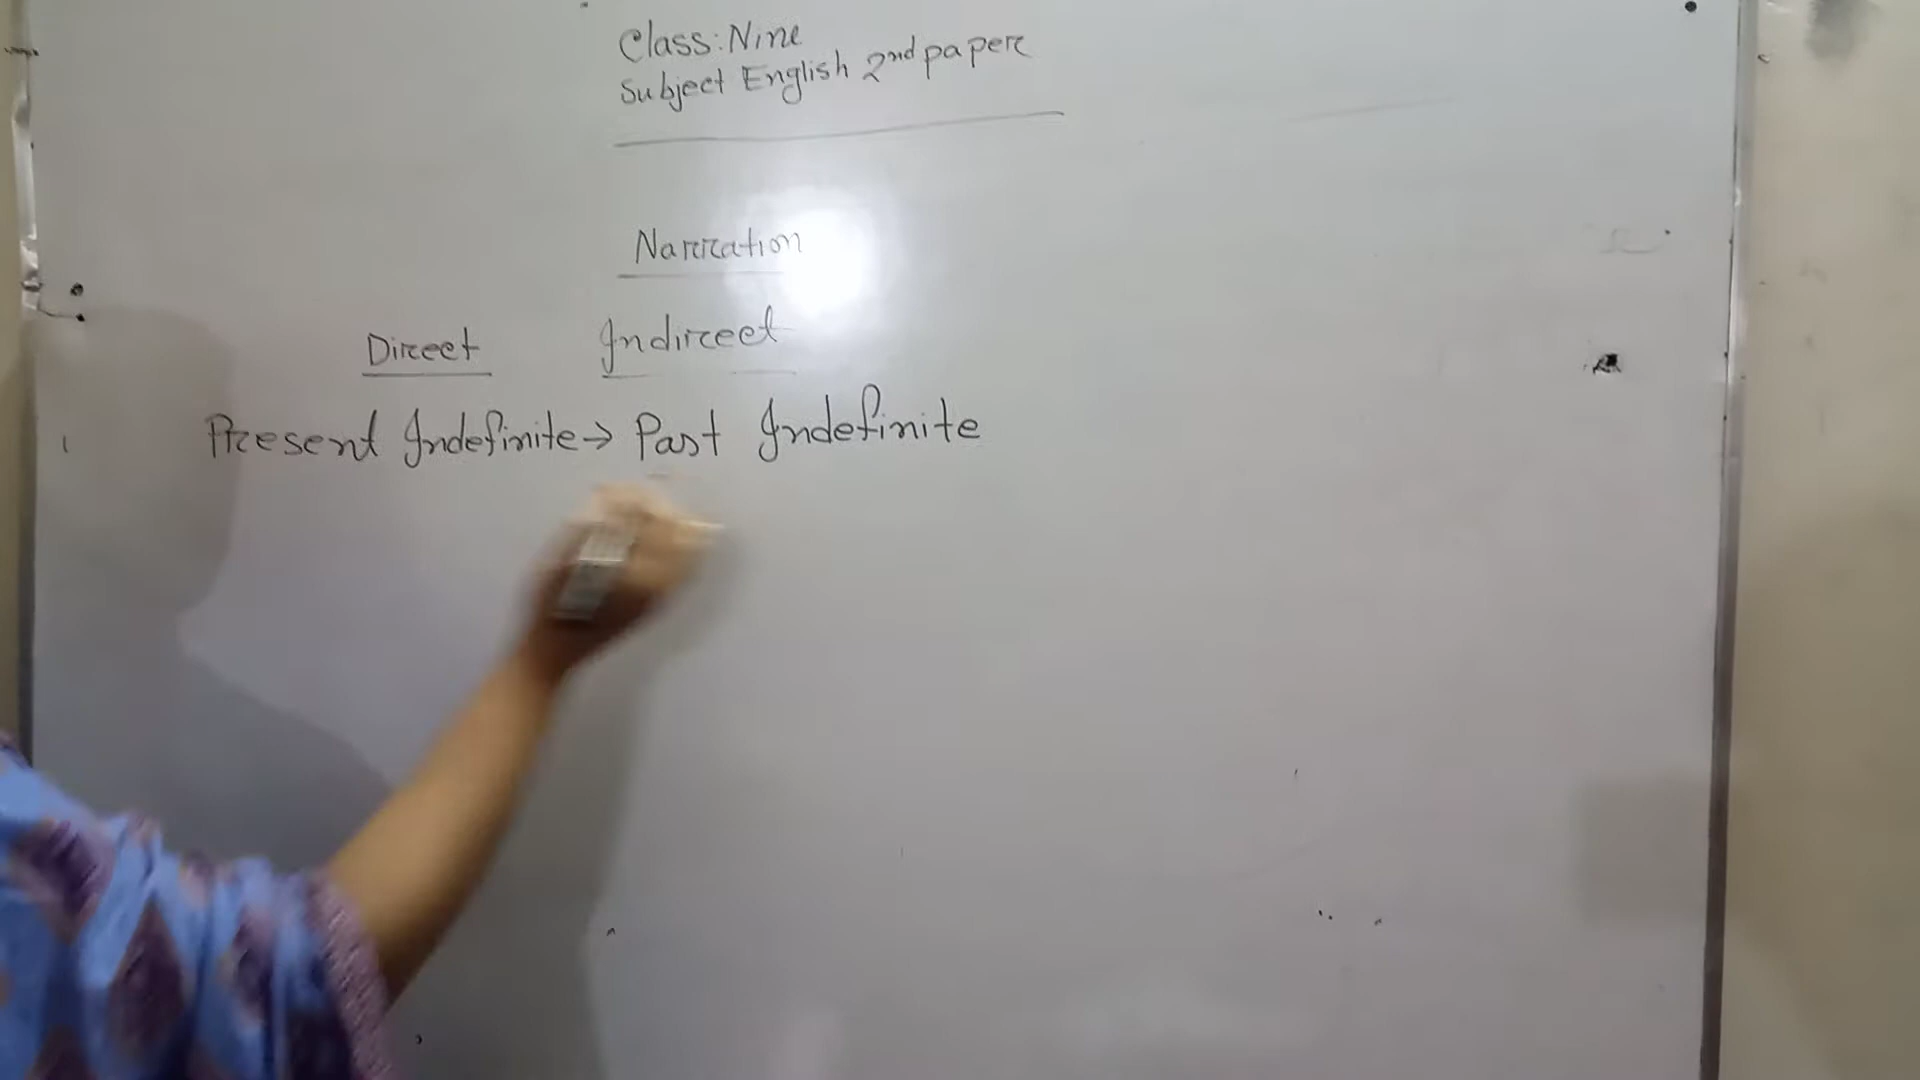 Class: Nine
Subject English 2nd paper
Narration
Direct Indirect
Present Indefinite → Past Indefinite